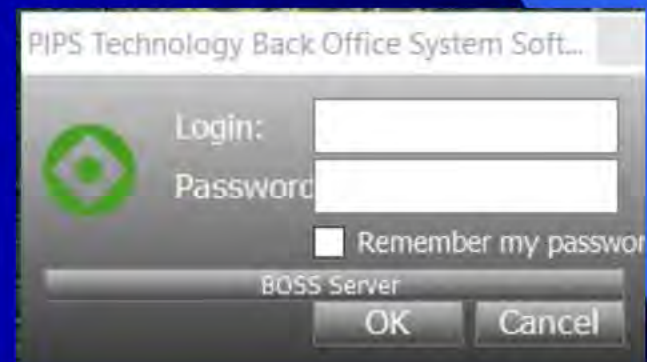 PIPS Technology Back Office System Soft...
Login:
Password
Remember my passwor
BOSS Server
OK Cancel